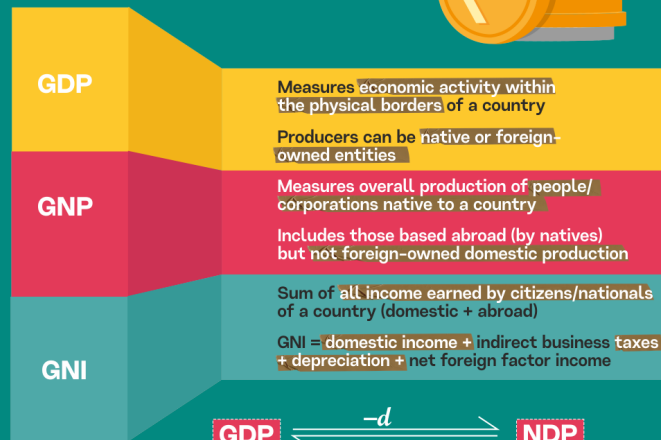 GDP
Measures economic activity within
the physical borders of a country
Producers can be native or foreign-
owned entities
GNP
Measures overall production of people/
corporations native to a country
Includes those based abroad (by natives)
but not foreign-owned domestic production
GNI
Sum of all income earned by citizens/nationals
of a country (domestic + abroad)
GNI = domestic income + indirect business taxes
+ depreciation + net foreign factor income
-d
GDP NDP